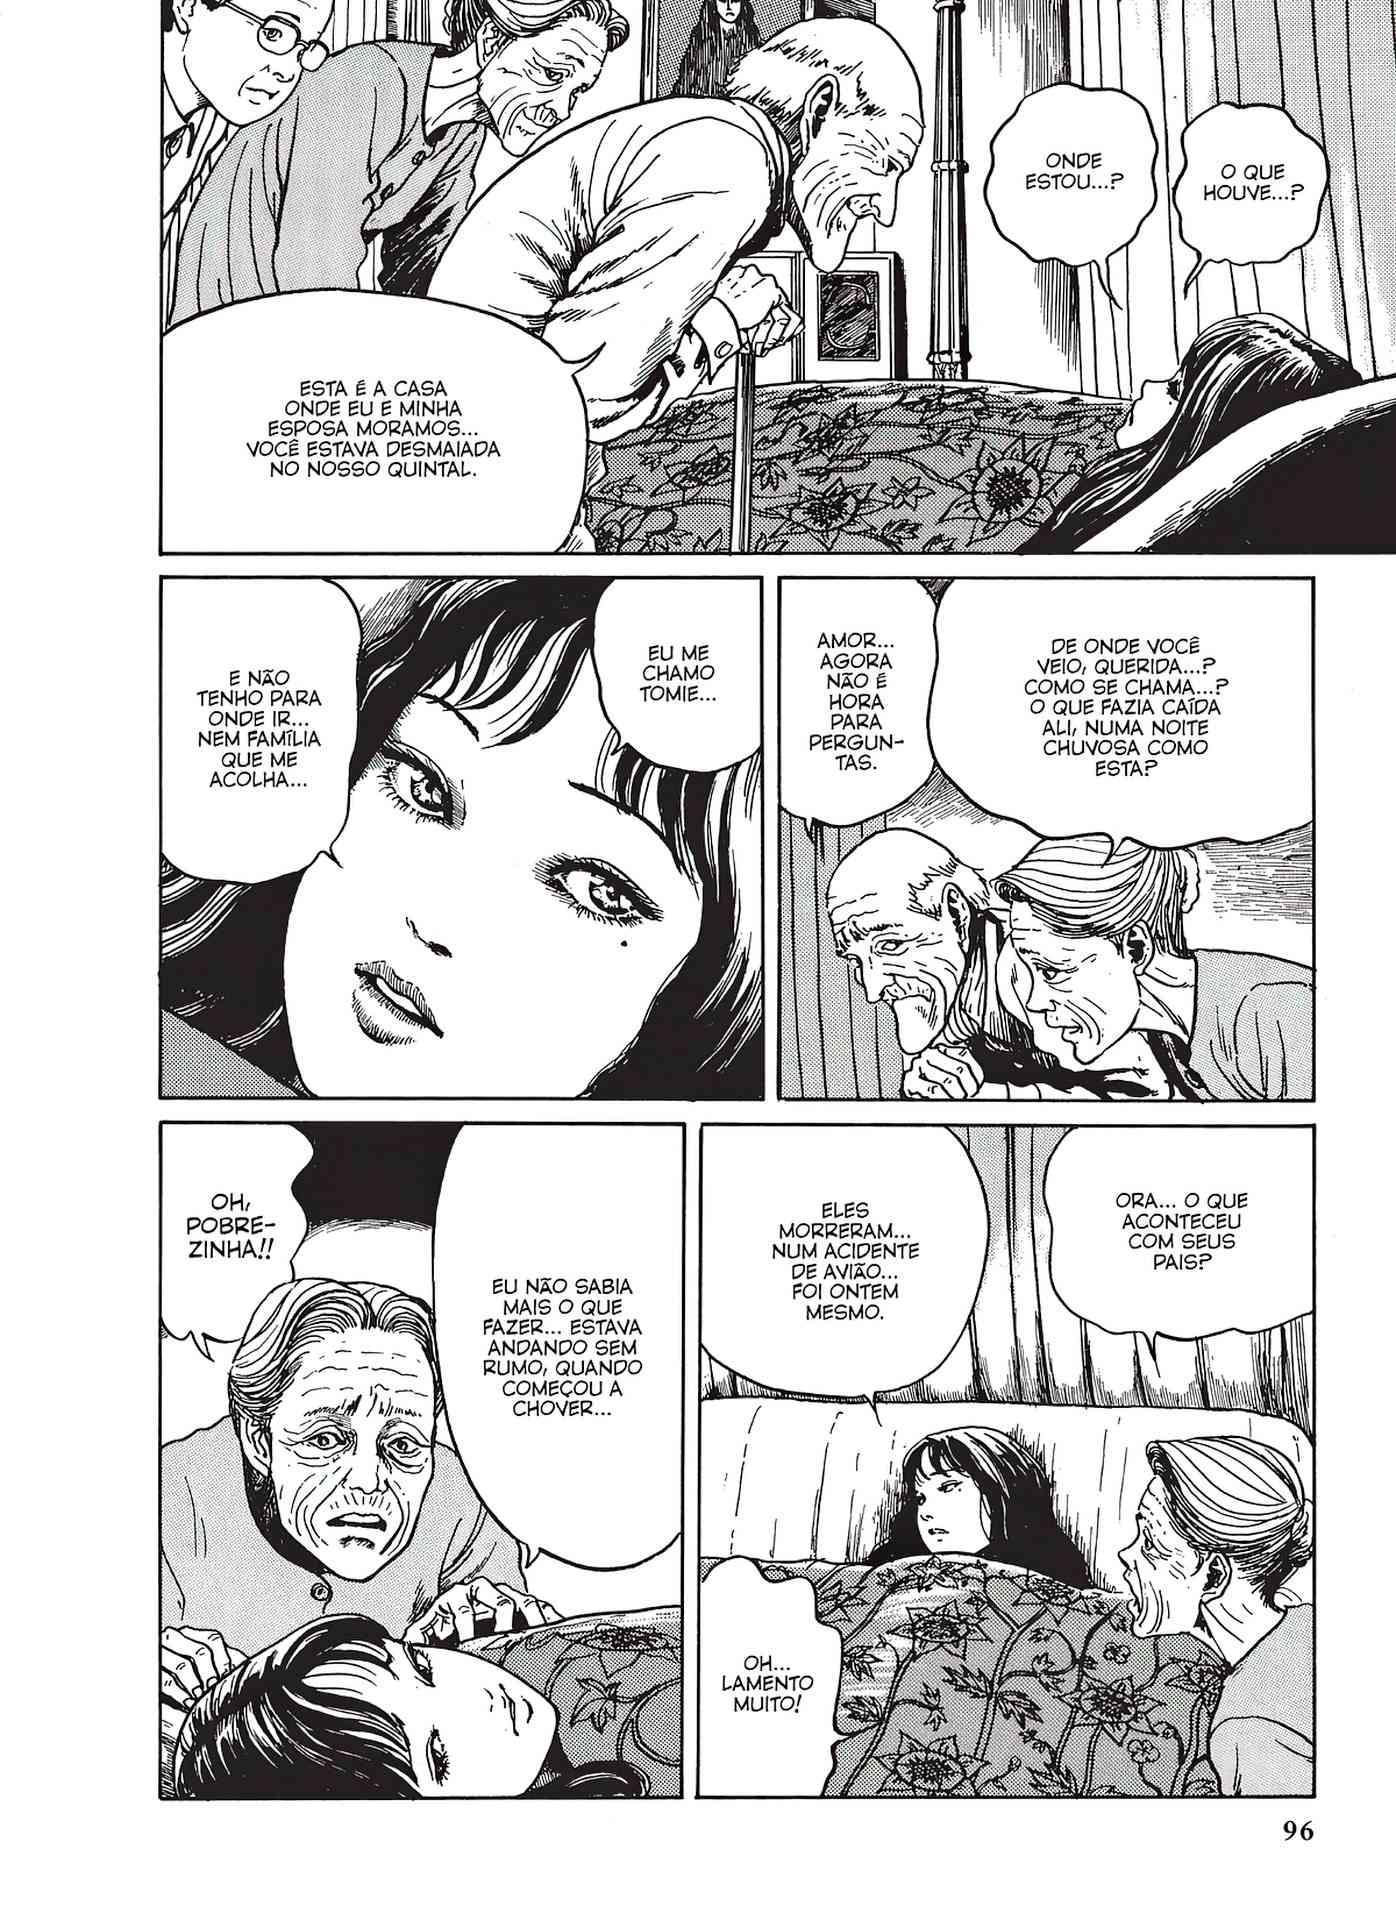 O QUE
HOUVE...?
ONDE
ESTOU...?
ESTA É A CASA
ONDE EU E MINHA
ESPOSA MORAMOS...
VOCÊ ESTAVA DESMAIADA
NO NOSSO QUINTAL.
DE ONDE VOCÊ
VEIO, QUERIDA...?
COMO SE CHAMA...?
O QUE FAZIA CAÍDA
ALI, NUMA NOITE
CHUVOSA COMO
ESTA?
AMOR...
AGORA
NÃO É
HORA
PARA
PERGUN-
TAS.
EU ME
CHAMO
TOMIE...
E NÃO
TENHO PARA
ONDE IR...
NEM FAMÍLIA
QUE ME
ACOLHA...
ORA... O QUE
ACONTECEU
COM SEUS
PAIS?
ELES
MORRERAM...
NUM ACIDENTE
DE AVIÃO...
FOI ONTEM
MESMO.
OH...
LAMENTO
MUITO!
EU NÃO SABIA
MAIS O QUE
FAZER... ESTAVA
ANDANDO SEM
RUMO, QUANDO
COMEÇOU A
CHOVER...
OH,
POBRE-
ZINHA!!
96